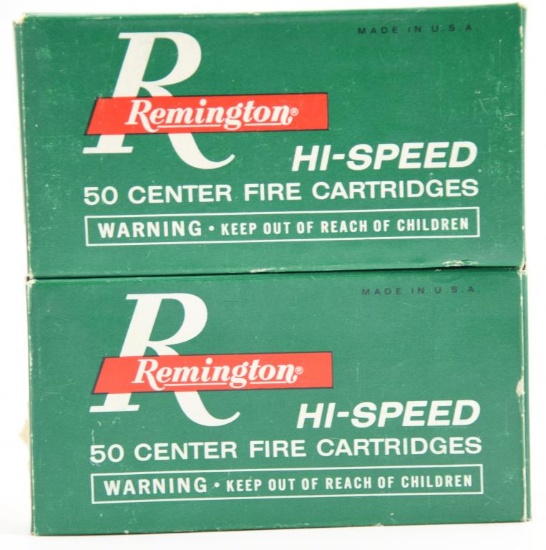 MADE IN U.S.A.
R
Remington®
HI-SPEED
50 CENTER FIRE CARTRIDGES
WARNING • KEEP OUT OF REACH OF CHILDREN
MADE IN U.S.A.
R
Remington®
HI-SPEED
50 CENTER FIRE CARTRIDGES
WARNING • KEEP OUT OF REACH OF CHILDREN